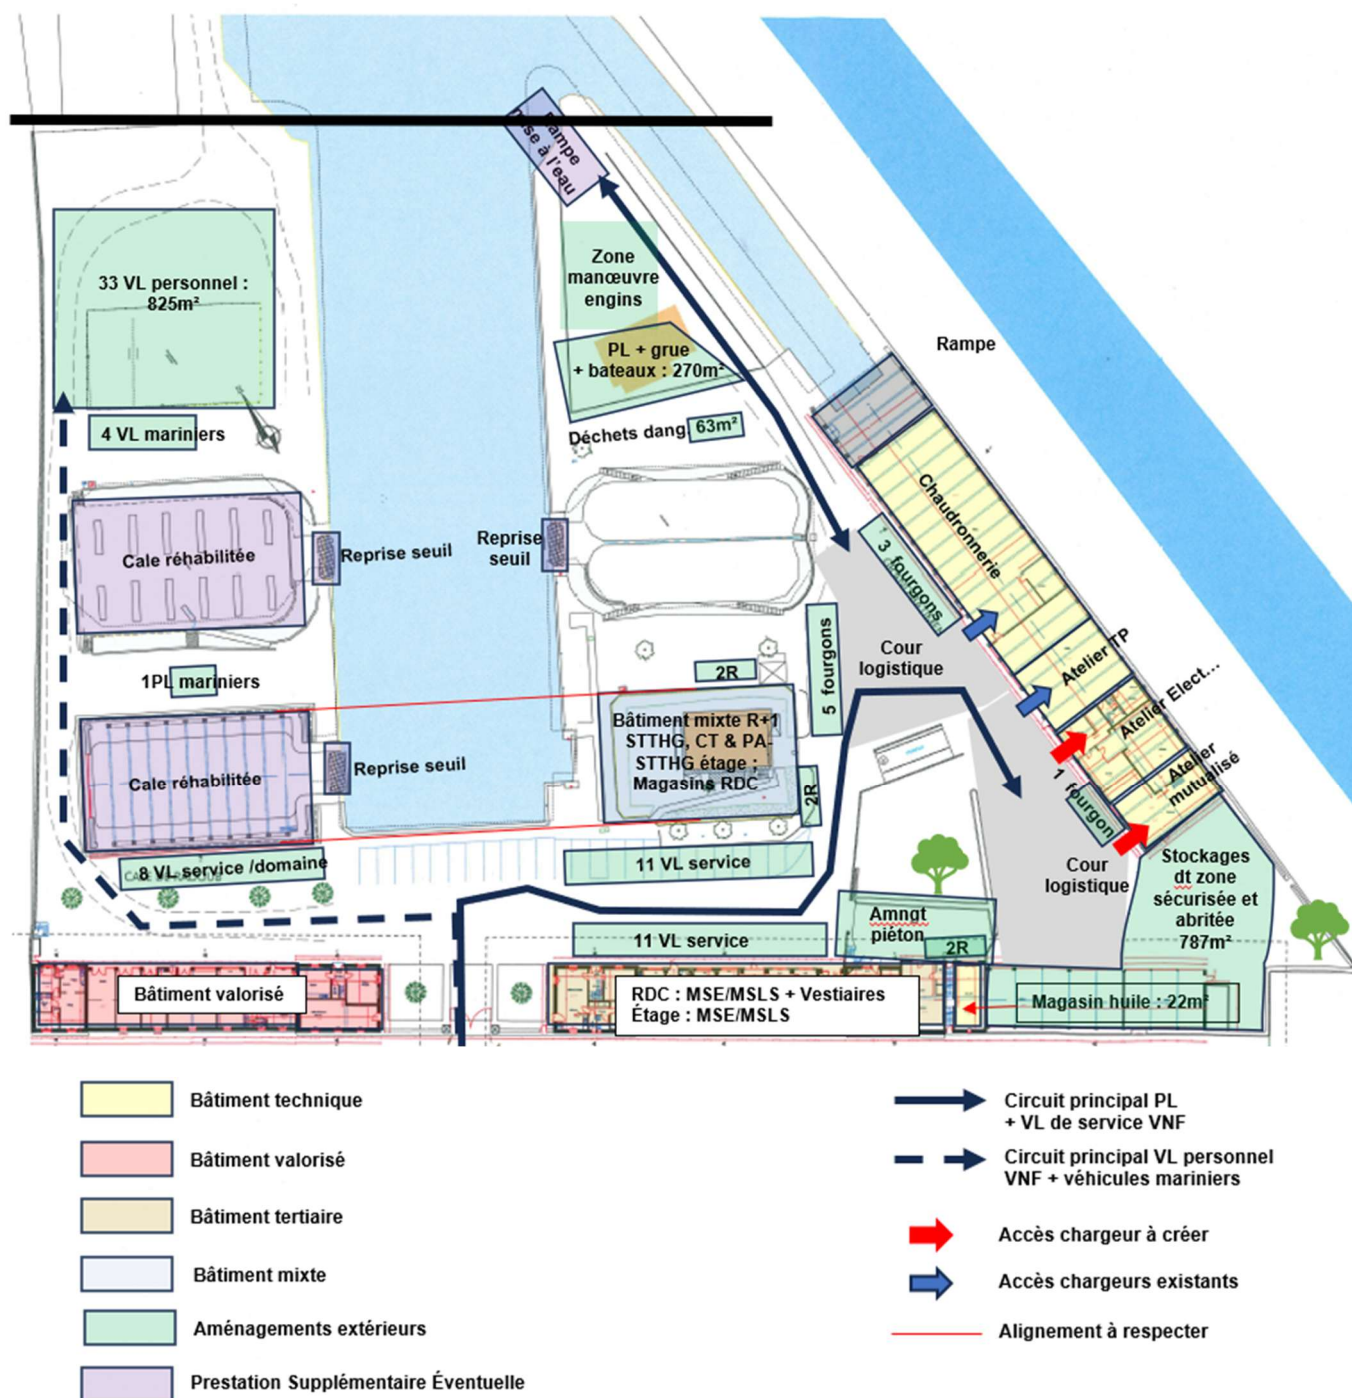 Rampe
mise à l'eau
33 VL personnel :
825m²
Zone
manœuvre
engins
PL + grue
+ bateaux : 270m²
Rampe
4 VL mariniers
Déchets dang.
63m²
Chaudronnerie
Cale réhabilitée
Reprise seuil
Reprise
seuil
3 fourgons
5 fourgons
Cour
logistique
Atelier TP
Atelier Elect...
Atelier
mutualisé
1PL mariniers
2R
Bâtiment mixte R+1
STTHG, CT & PA-
STTHG étage ;
Magasins RDC
2R
Cale réhabilitée
Reprise seuil
1 fourgon
Cour
logistique
Stockages
dt zone
sécurisée et
abritée
787m²
8 VL service /domaine
11 VL service
11 VL service
Amngt
piéton
2R
Bâtiment valorisé
RDC : MSE/MSLS + Vestiaires
Étage : MSE/MSLS
Magasin huile : 22m²
Bâtiment technique
Bâtiment valorisé
Bâtiment tertiaire
Bâtiment mixte
Aménagements extérieurs
Prestation Supplémentaire Éventuelle
Circuit principal PL
+ VL de service VNF
Circuit principal VL personnel
VNF + véhicules mariniers
Accès chargeur à créer
Accès chargeurs existants
Alignement à respecter